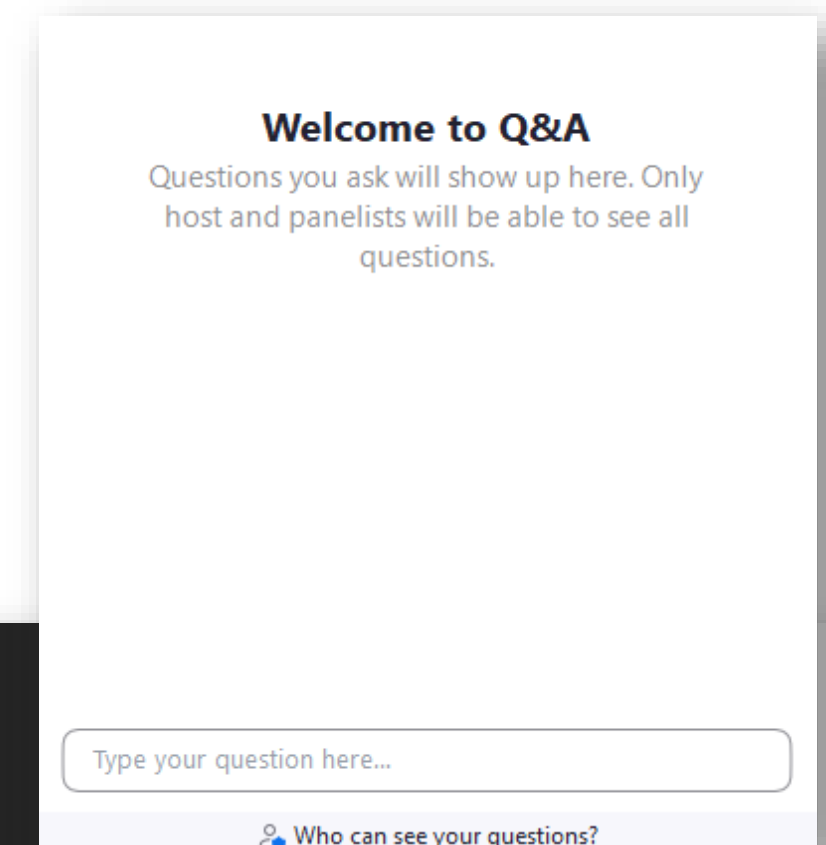 Welcome to Q&A
Questions you ask will show up here. Only
host and panelists will be able to see all
questions.
Type your question here...
Who can see your questions?